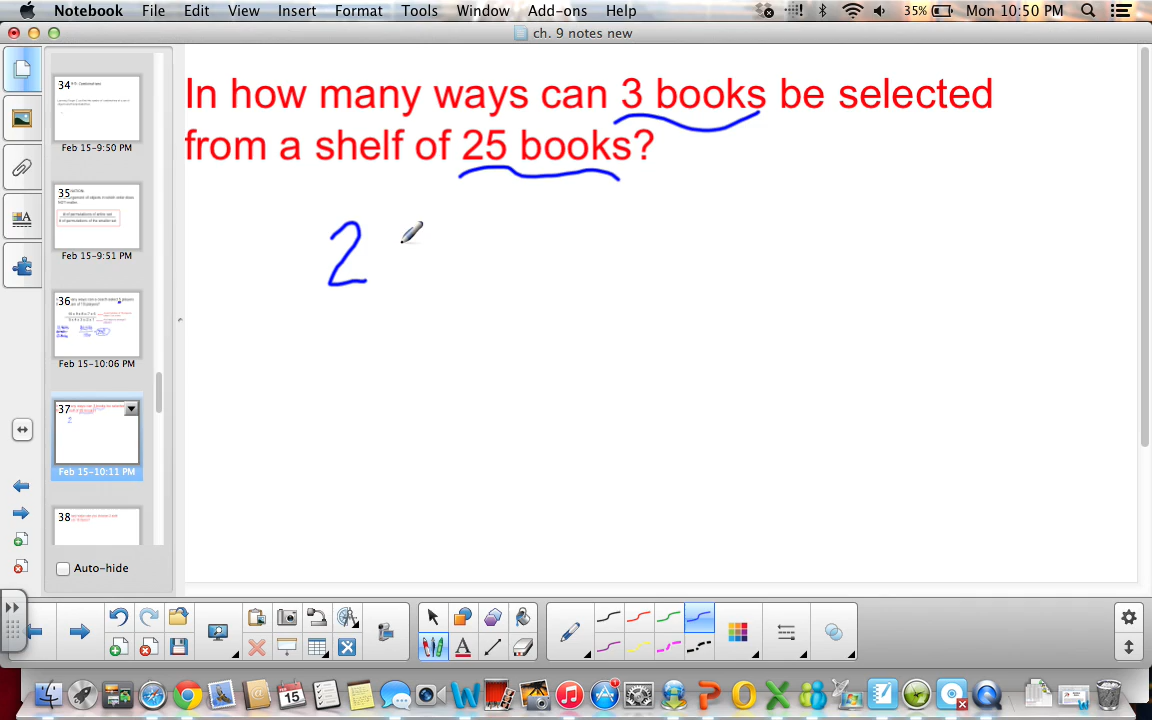 Notebook File Edit View Insert Format Tools Window Add-ons Help 35% Mon 10:50 PM
ch. 9 notes new
In how many ways can 3 books be selected
from a shelf of 25 books?
2
34
Feb 15-9:50 PM
35
Feb 15-9:51 PM
36
Feb 15-10:06 PM
37
Feb 15-10:11 PM
38
Auto-hide